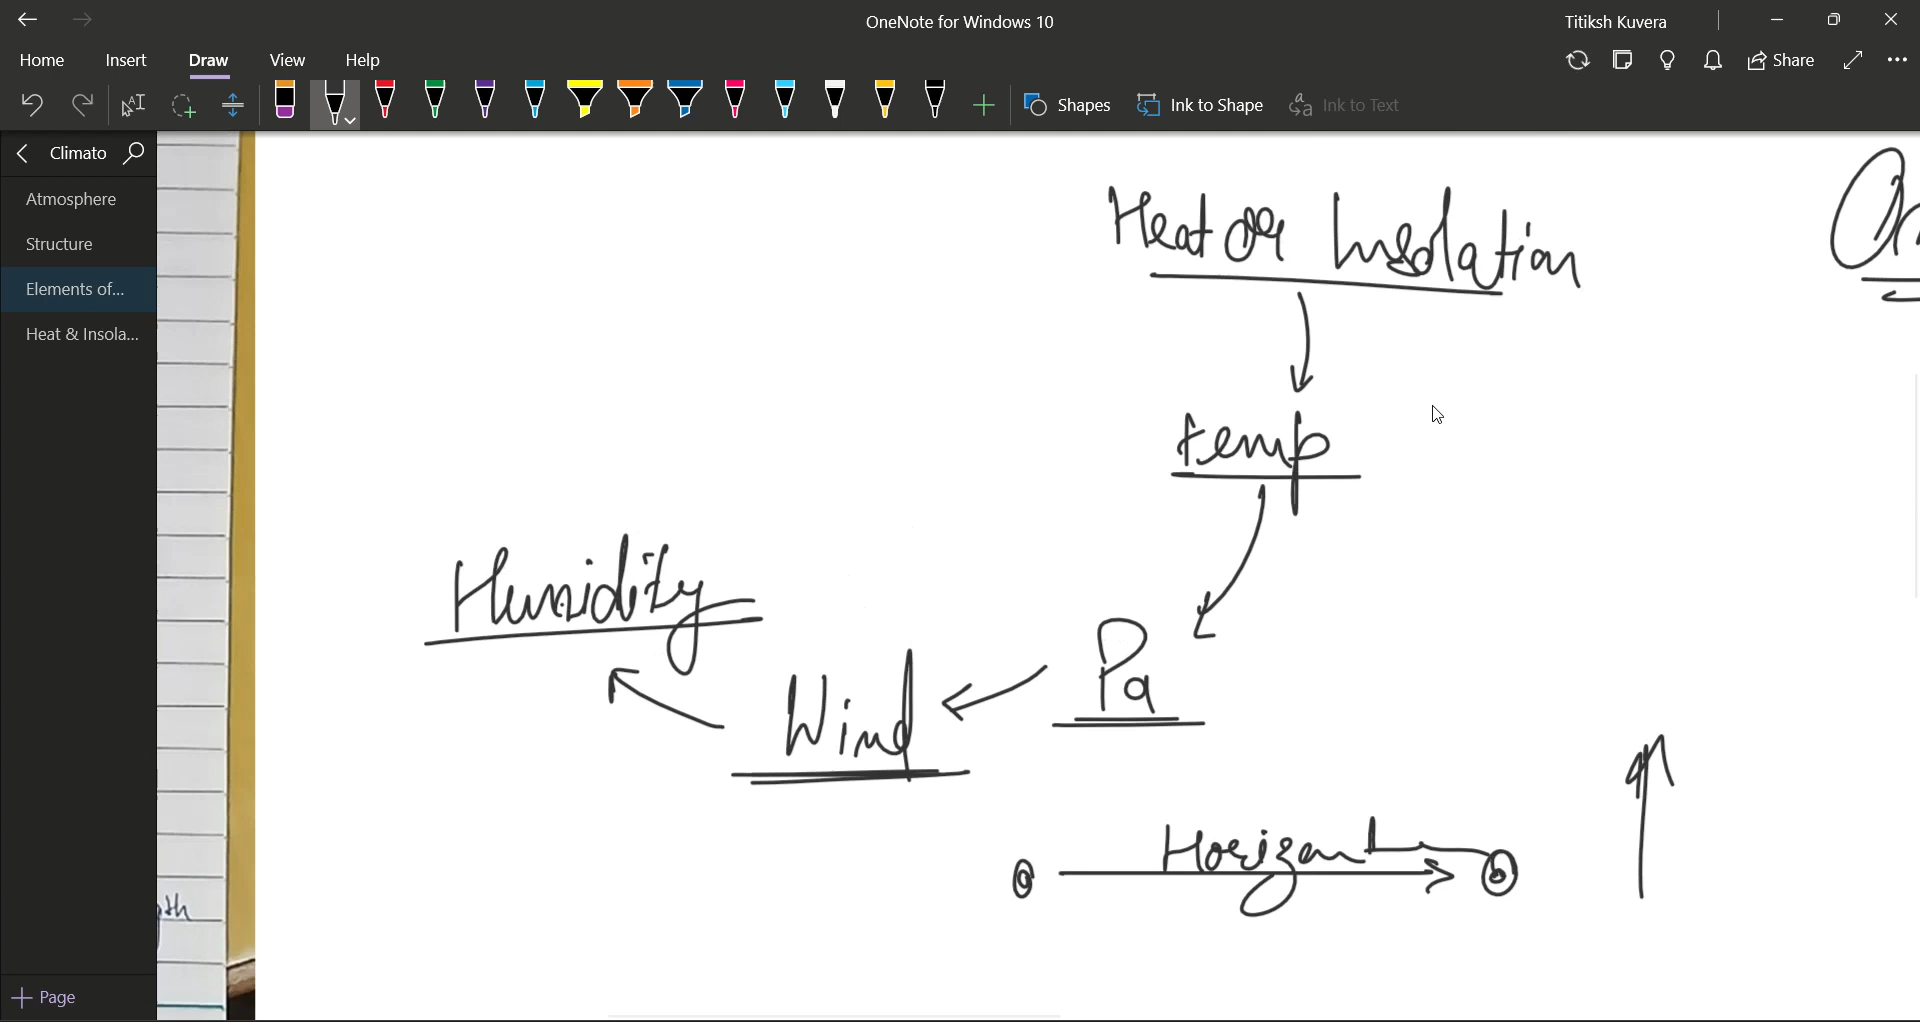 OneNote for Windows 10
Titiksh Kuvera
Home Insert Draw View Help
Share
Shapes Ink to Shape Ink to Text
Climato
Atmosphere
Structure
Elements of...
Heat & Insola...
Page
Heat or Insolation
temp
Humidity
Pa
Wind
Horizont